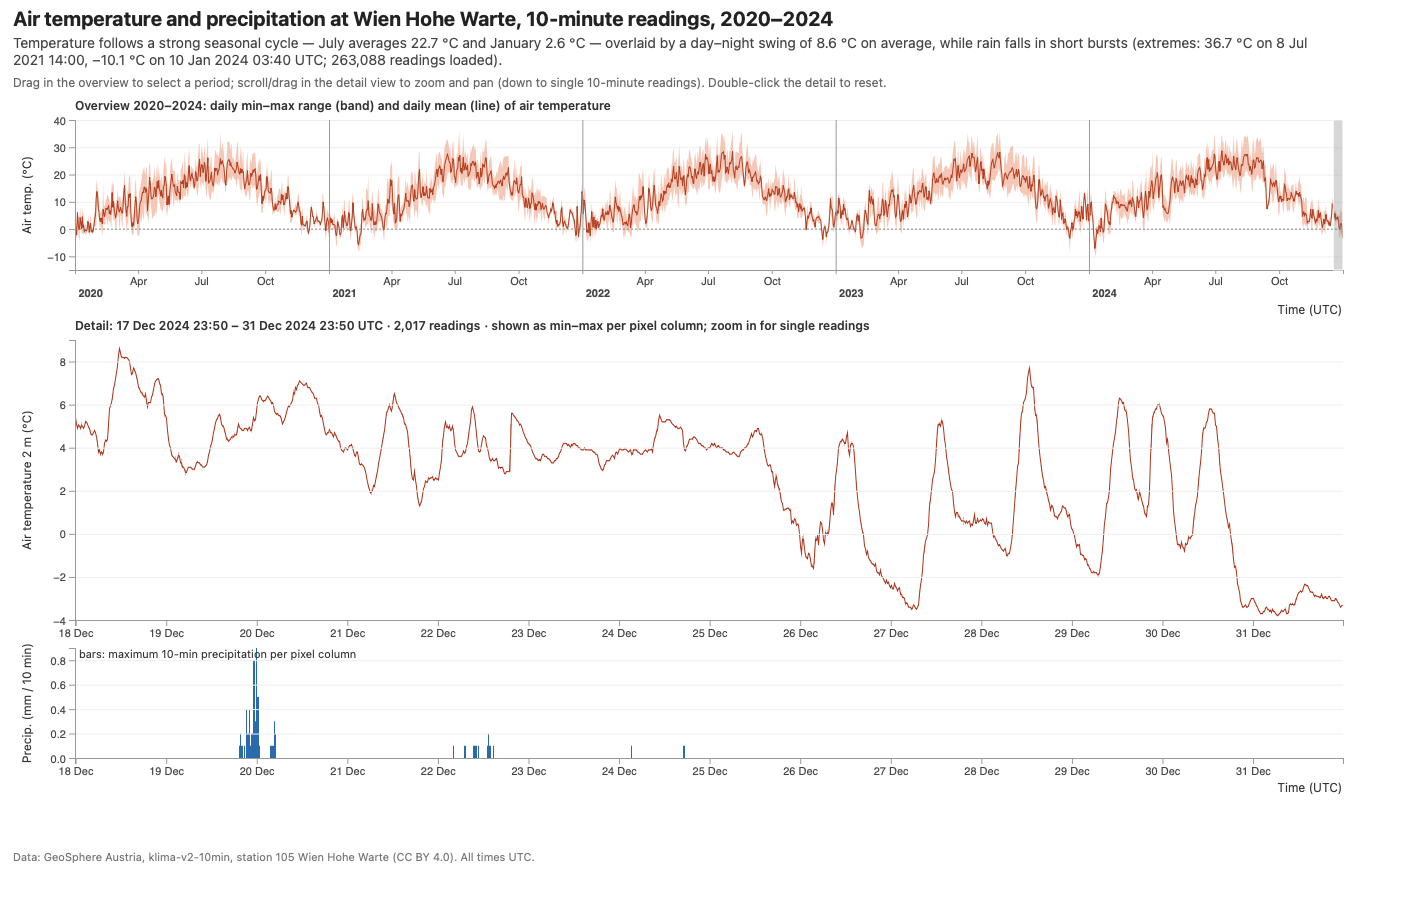 Air temperature and precipitation at Wien Hohe Warte, 10-minute readings, 2020–2024
Temperature follows a strong seasonal cycle — July averages 22.7 °C and January 2.6 °C — overlaid by a day–night swing of 8.6 °C on average, while rain falls in short bursts (extremes: 36.7 °C on 8 Jul
2021 14:00, −10.1 °C on 10 Jan 2024 03:40 UTC; 263,088 readings loaded).
Drag in the overview to select a period; scroll/drag in the detail view to zoom and pan (down to single 10-minute readings). Double-click the detail to reset.
Overview 2020–2024: daily min–max range (band) and daily mean (line) of air temperature
Air temp. (°C)
40
30
20
10
0
−10
Apr Jul Oct Apr Jul Oct Apr Jul Oct Apr Jul Oct Apr Jul Oct
2020 2021 2022 2023 2024
Time (UTC)
Detail: 17 Dec 2024 23:50 – 31 Dec 2024 23:50 UTC · 2,017 readings · shown as min–max per pixel column; zoom in for single readings
Air temperature 2 m (°C)
8
6
4
2
0
−2
−4
18 Dec 19 Dec 20 Dec 21 Dec 22 Dec 23 Dec 24 Dec 25 Dec 26 Dec 27 Dec 28 Dec 29 Dec 30 Dec 31 Dec
bars: maximum 10-min precipitation per pixel column
Precip. (mm / 10 min)
0.8
0.6
0.4
0.2
0.0
18 Dec 19 Dec 20 Dec 21 Dec 22 Dec 23 Dec 24 Dec 25 Dec 26 Dec 27 Dec 28 Dec 29 Dec 30 Dec 31 Dec
Time (UTC)
Data: GeoSphere Austria, klima-v2-10min, station 105 Wien Hohe Warte (CC BY 4.0). All times UTC.